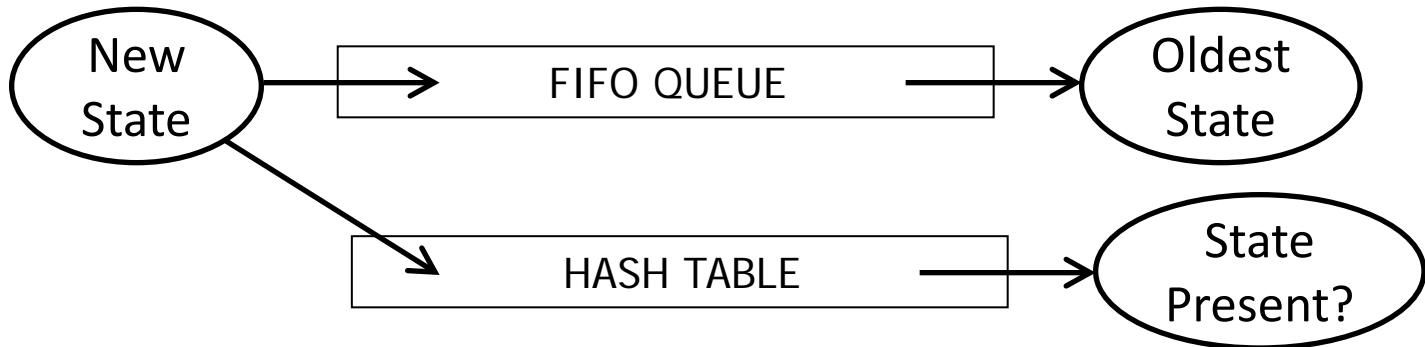 New
State
FIFO QUEUE
Oldest
State
HASH TABLE
State
Present?